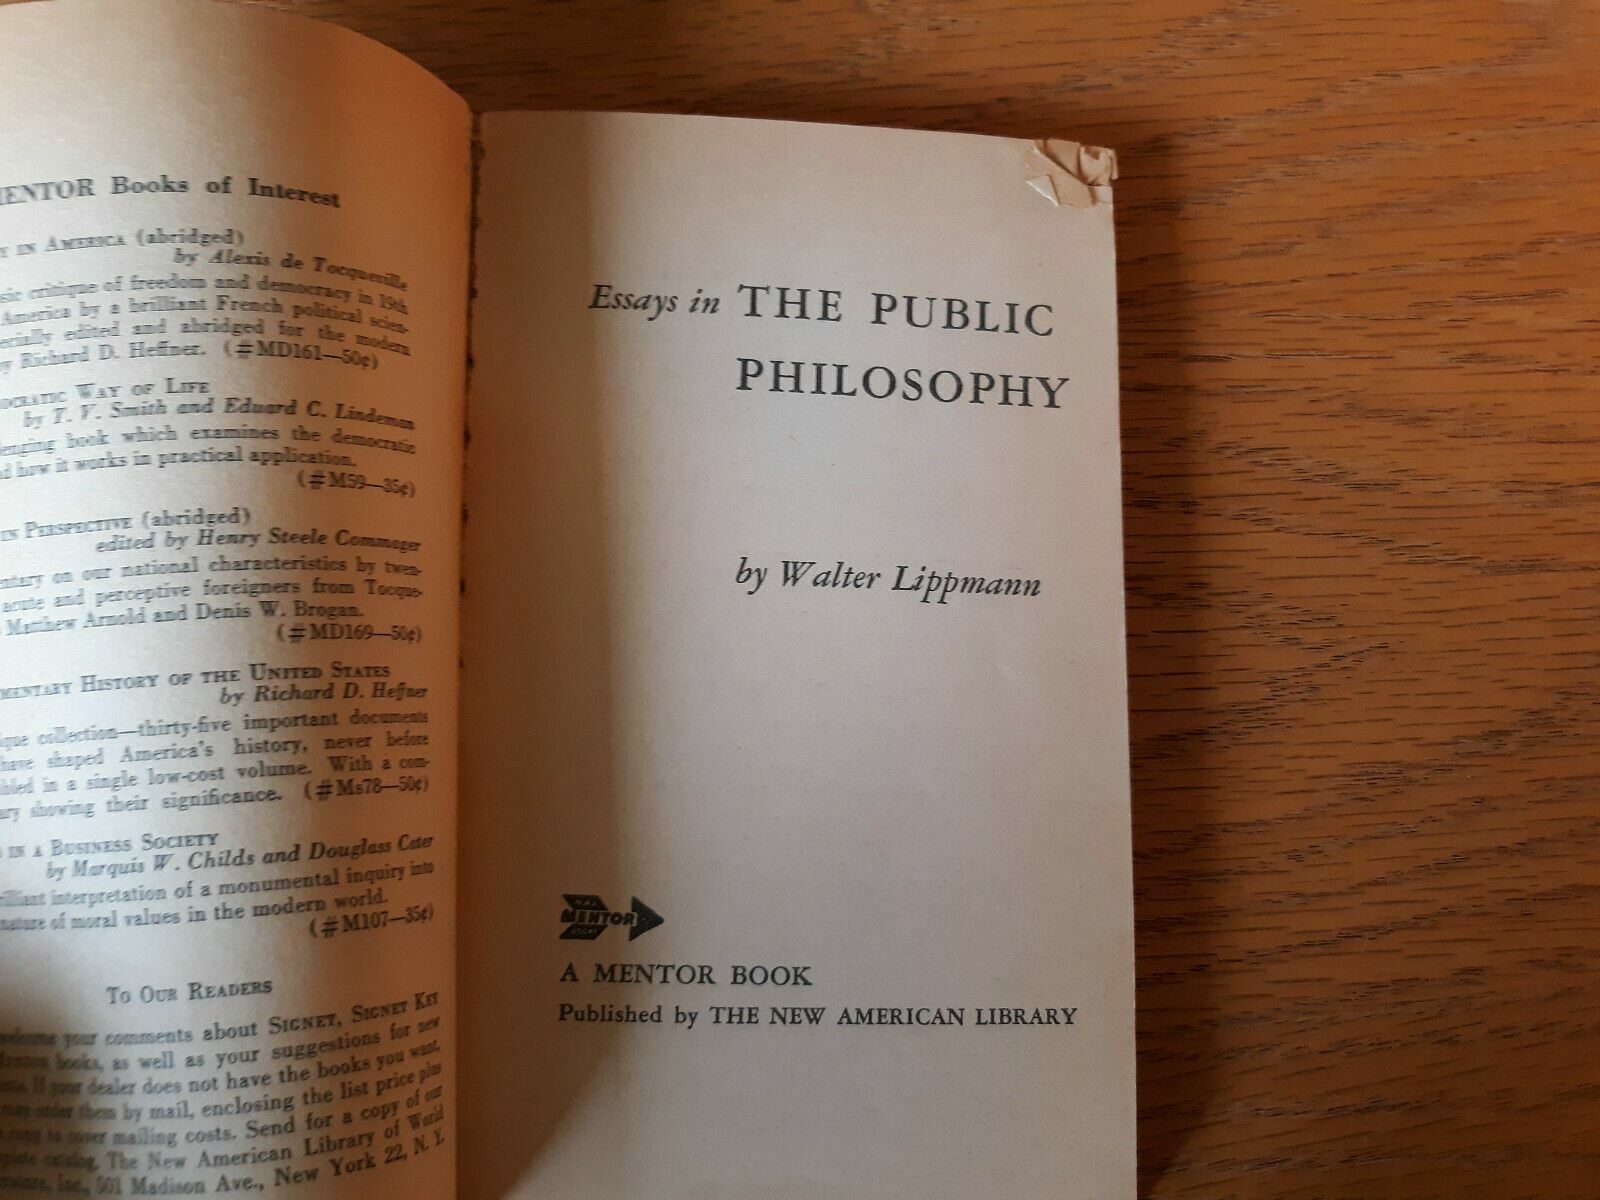 MENTOR Books of Interest
IN AMERICA (abridged)
by Alexis de Tocqueville
critique of freedom and democracy in 19th
America by a brilliant French political scien-
edited and abridged for the modern
Richard D. Heffner. (#MD161—50¢)
WAY OF LIFE
by T. V. Smith and Eduard C. Lindeman
book which examines the democratic
how it works in practical application.
(#M59—35¢)
IN PERSPECTIVE (abridged)
edited by Henry Steele Commager
on our national characteristics by twen-
acute and perceptive foreigners from Tocque-
Matthew Arnold and Denis W. Brogan.
(#MD169—50¢)
HISTORY OF THE UNITED STATES
by Richard D. Heffner
collection—thirty-five important documents
have shaped America's history, never before
in a single low-cost volume. With a com-
showing their significance. (#Ms78—50¢)
IN A BUSINESS SOCIETY
by Marquis W. Childs and Douglass Cater
interpretation of a monumental inquiry into
nature of moral values in the modern world.
(#M107—35¢)
TO OUR READERS
your comments about SIGNET, SIGNET KEY
books, as well as your suggestions for new
If your dealer does not have the books you want,
may order them by mail, enclosing the list price plus
copy to cover mailing costs. Send for a copy of our
catalog. The New American Library of World
Inc., 501 Madison Ave., New York 22, N. Y.
Essays in THE PUBLIC
PHILOSOPHY
by Walter Lippmann
MENTOR
A MENTOR BOOK
Published by THE NEW AMERICAN LIBRARY